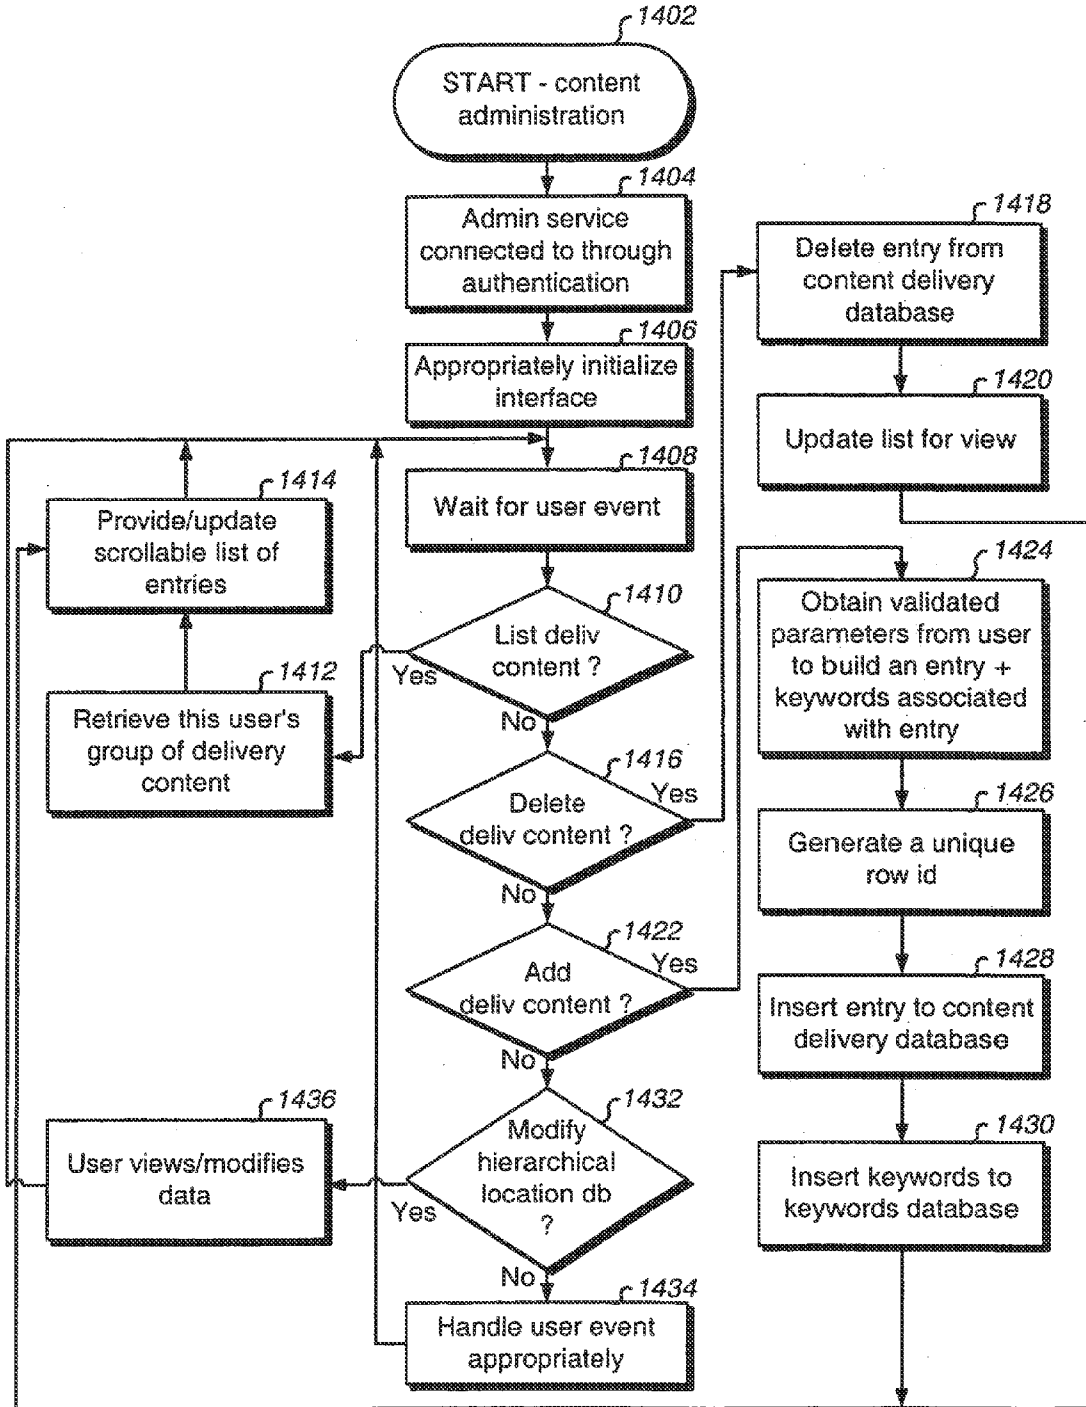 1402
START - content
administration
1404
Admin service
connected to through
authentication
1406
Appropriately initialize
interface
1408
Wait for user event
1410
List deliv
content ?
Yes
No
1412
Retrieve this user's
group of delivery
content
1414
Provide/update
scrollable list of
entries
1416
Delete
deliv content ?
Yes
No
1418
Delete entry from
content delivery
database
1420
Update list for view
1422
Add
deliv content ?
Yes
No
1424
Obtain validated
parameters from user
to build an entry +
keywords associated
with entry
1426
Generate a unique
row id
1428
Insert entry to content
delivery database
1430
Insert keywords to
keywords database
1432
Modify
hierarchical
location db
?
Yes
No
1434
Handle user event
appropriately
1436
User views/modifies
data